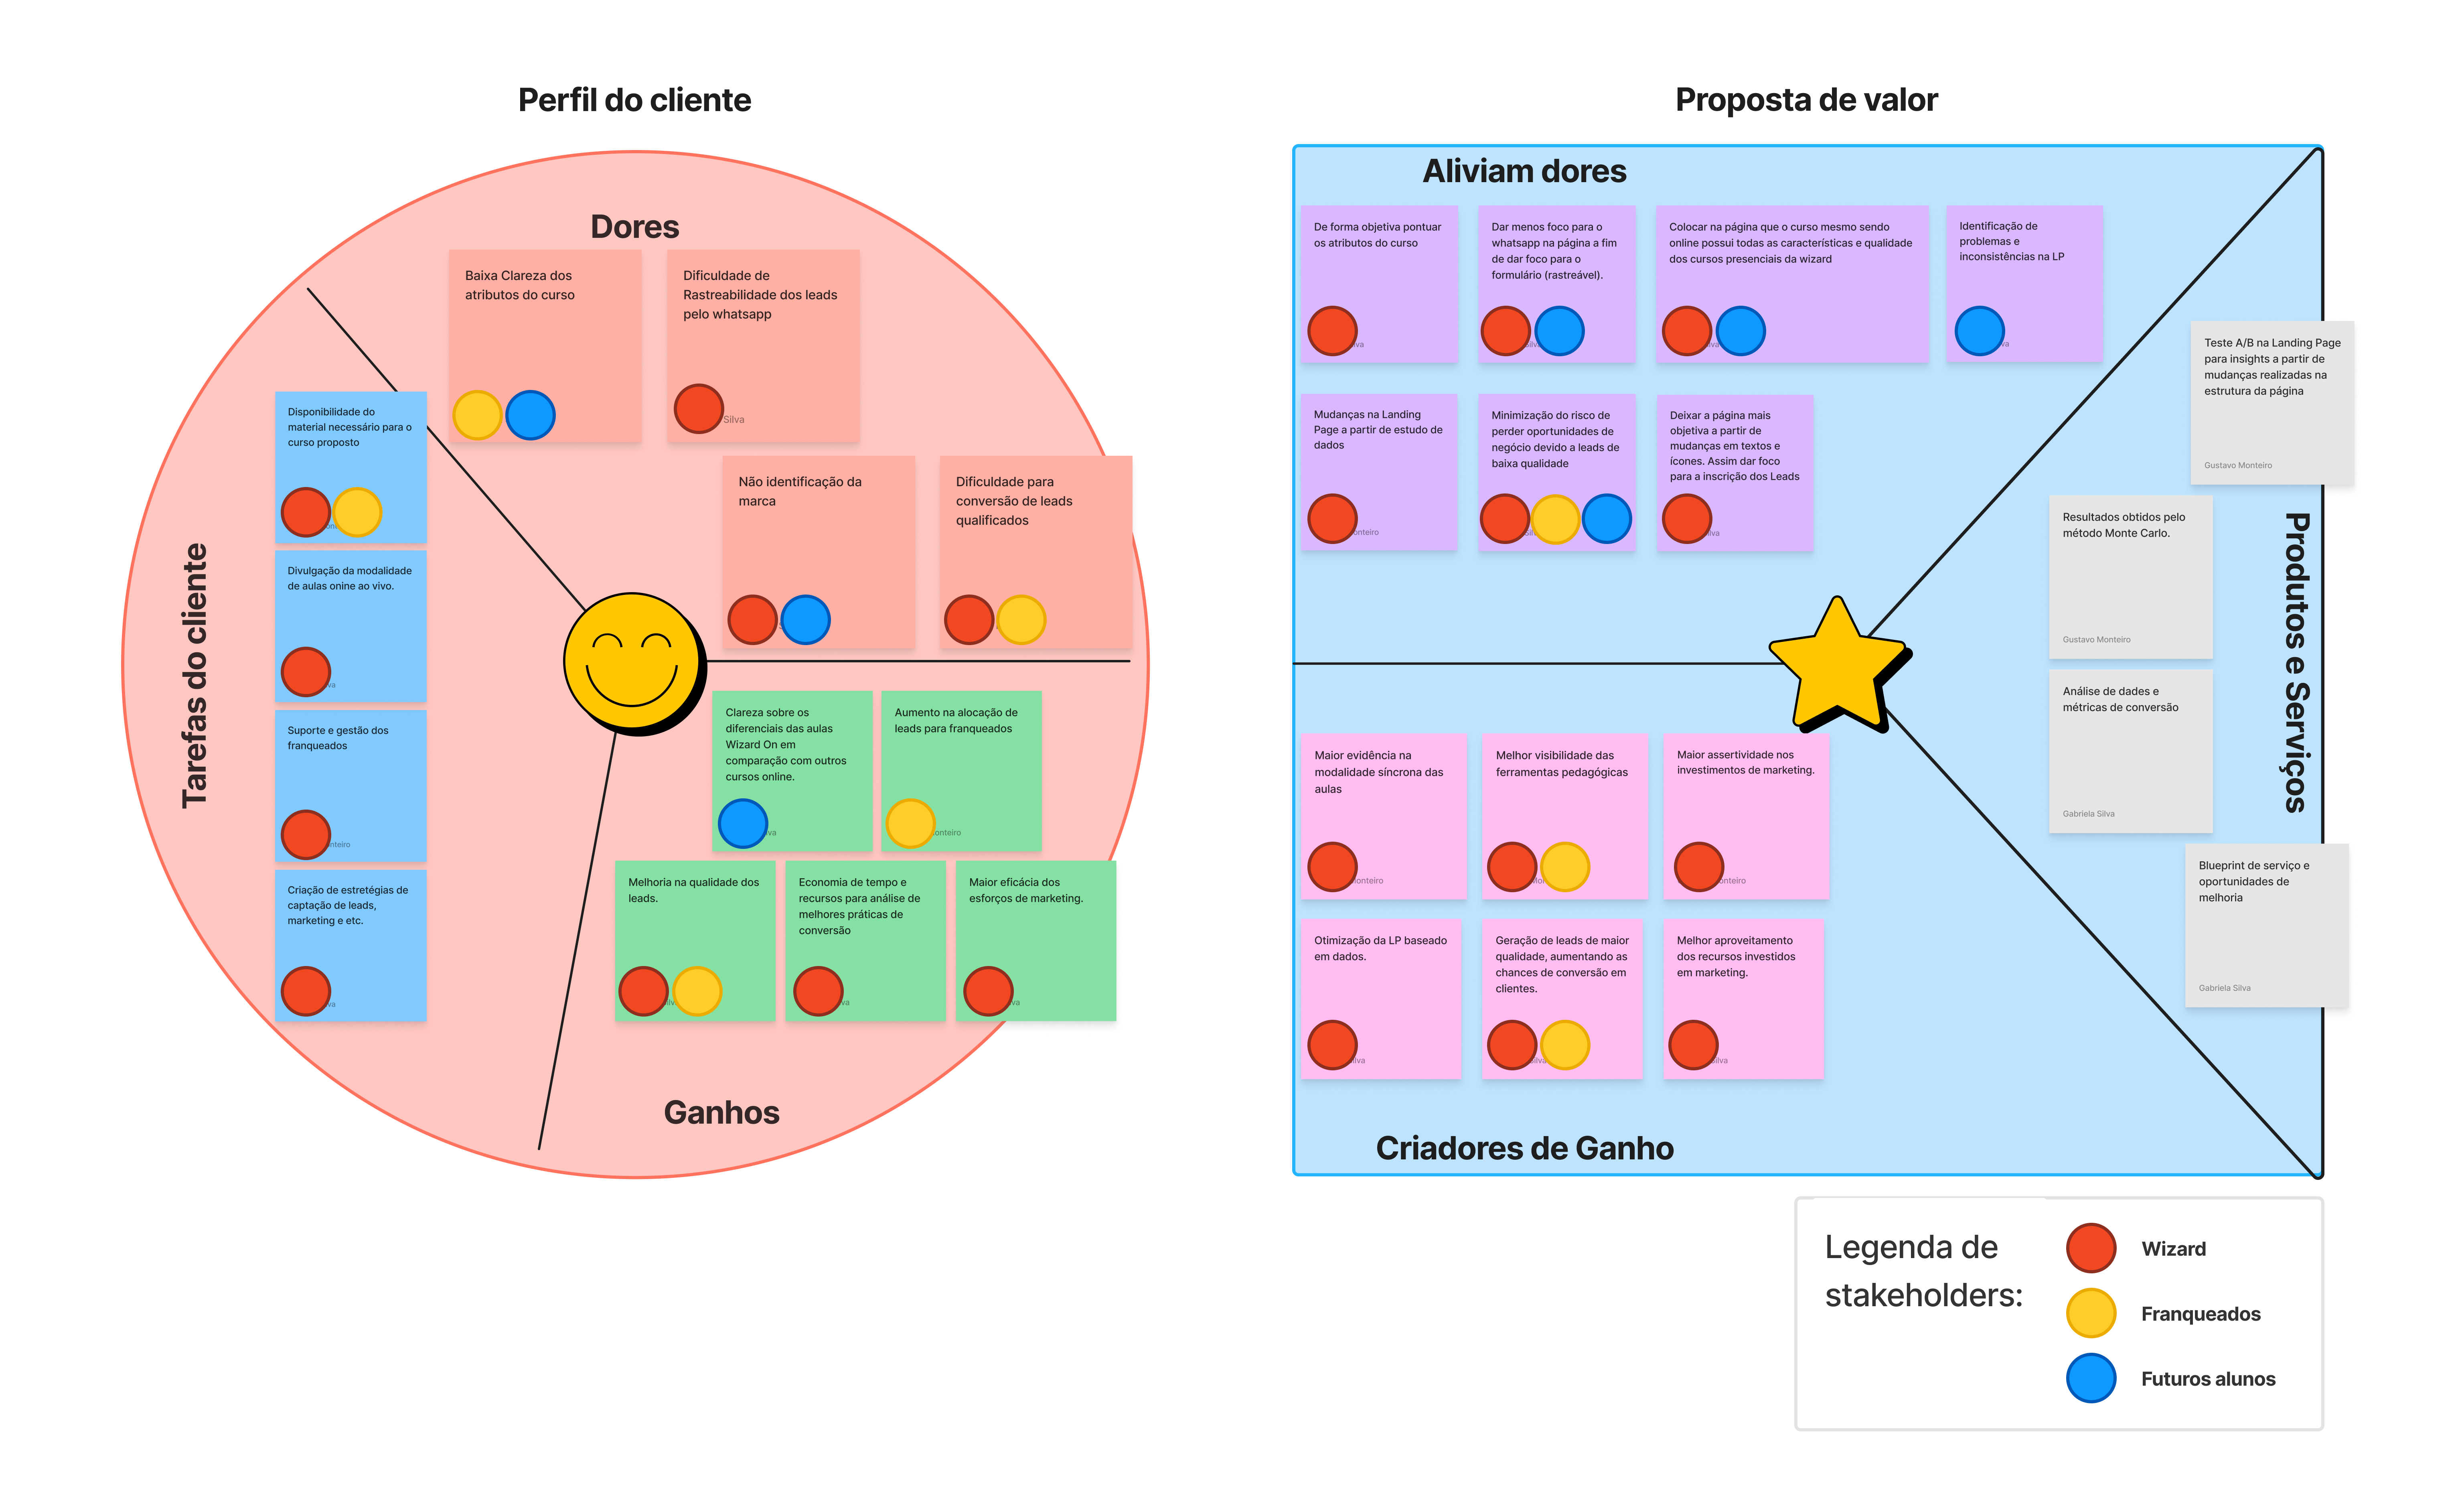 Perfil do cliente
Dores
Baixa Clareza dos
atributos do curso
Dificuldade de
Rastreabilidade dos leads
pelo whatsapp
Silva
Não identificação da
marca
Dificuldade para
conversão de leads
qualificados
Tarefas do cliente
Disponibilidade do
material necessário para o
curso proposto
Divulgação da modalidade
de aulas onine ao vivo.
Suporte e gestão dos
franqueados
Criação de estretégias de
captação de leads,
marketing e etc.
Clareza sobre os
diferenciais das aulas
Wizard On em
comparação com outros
cursos online.
Aumento na alocação de
leads para franqueados
Melhoria na qualidade dos
leads.
Economia de tempo e
recursos para análise de
melhores práticas de
conversão
Maior eficácia dos
esforços de marketing.
Ganhos
Proposta de valor
Aliviam dores
De forma objetiva pontuar
os atributos do curso
Dar menos foco para o
whatsapp na página a fim
de dar foco para o
formulário (rastreável).
Colocar na página que o curso mesmo sendo
online possui todas as características e qualidade
dos cursos presenciais da wizard
Identificação de
problemas e
inconsistências na LP
Mudanças na Landing
Page a partir de estudo de
dados
Minimização do risco de
perder oportunidades de
negócio devido a leads de
baixa qualidade
Deixar a página mais
objetiva a partir de
mudanças em textos e
ícones. Assim dar foco
para a inscrição dos Leads
Produtos e Serviços
Teste A/B na Landing Page
para insights a partir de
mudanças realizadas na
estrutura da página
Gustavo Monteiro
Resultados obtidos pelo
método Monte Carlo.
Gustavo Monteiro
Análise de dades e
métricas de conversão
Gabriela Silva
Blueprint de serviço e
oportunidades de
melhoria
Gabriela Silva
Maior evidência na
modalidade síncrona das
aulas
Melhor visibilidade das
ferramentas pedagógicas
Maior assertividade nos
investimentos de marketing.
Otimização da LP baseado
em dados.
Geração de leads de maior
qualidade, aumentando as
chances de conversão em
clientes.
Melhor aproveitamento
dos recursos investidos
em marketing.
Criadores de Ganho
Legenda de
stakeholders:
Wizard
Franqueados
Futuros alunos